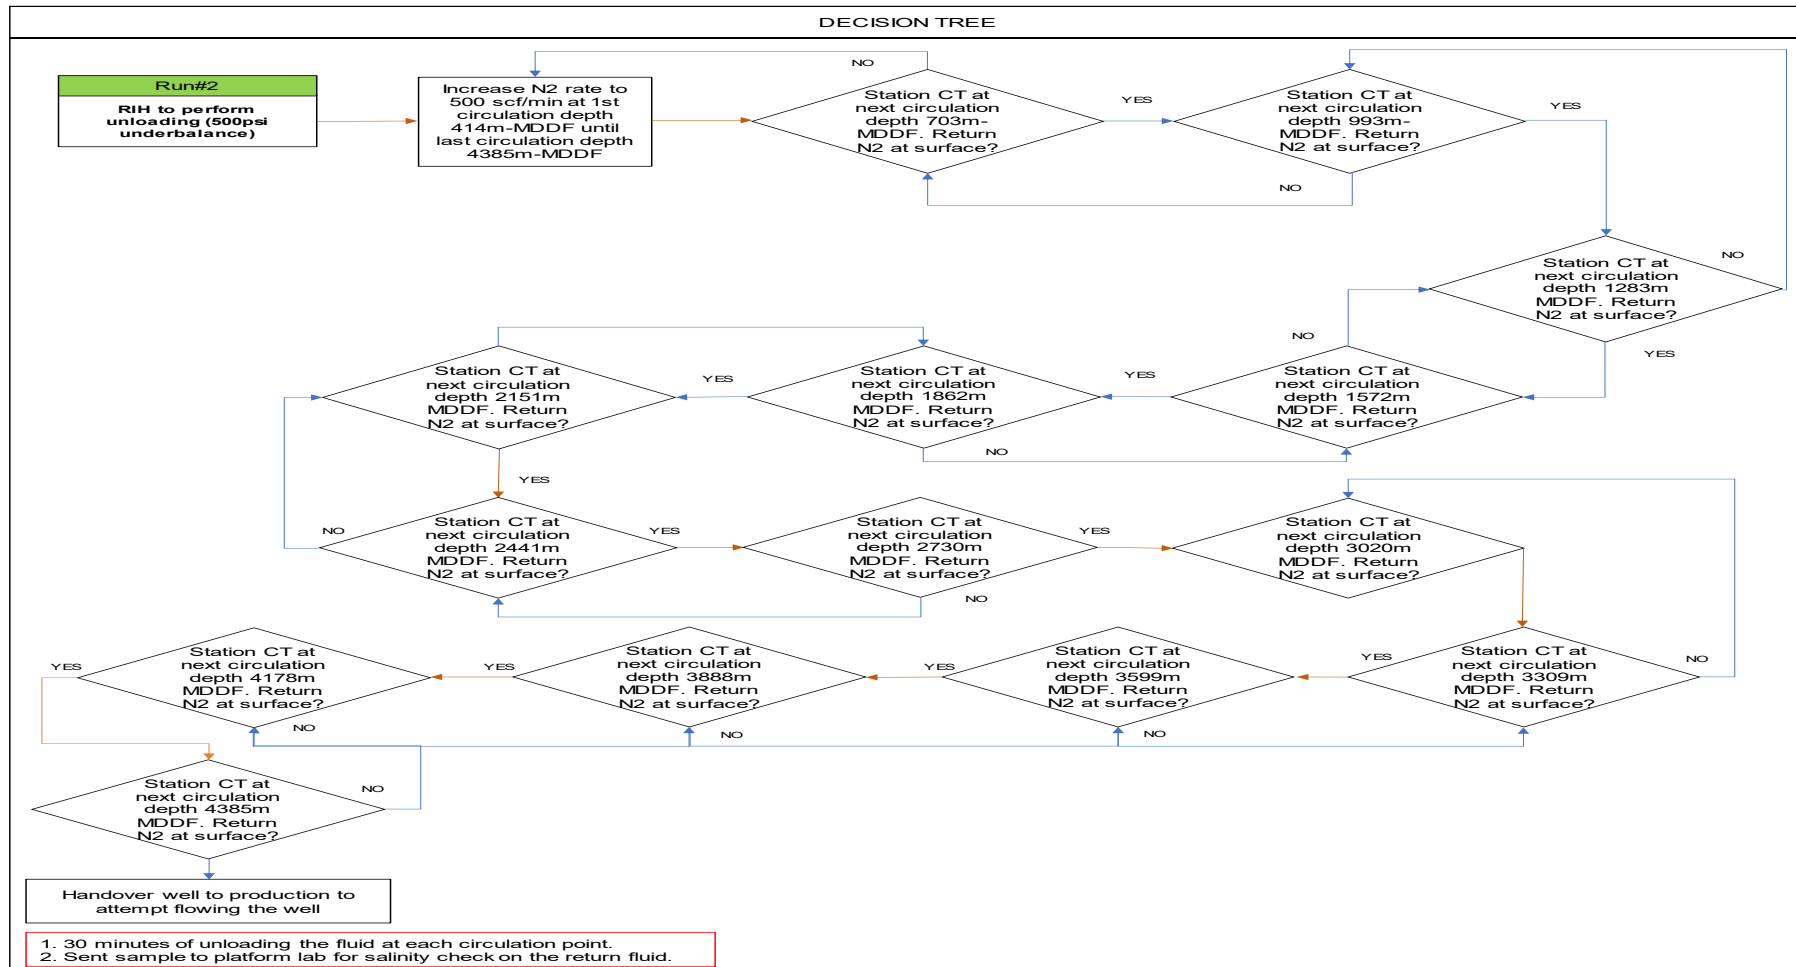 DECISION TREE
Run#2
RIH to perform
unloading (500psi
underbalance)
Increase N2 rate to
500 scf/min at 1st
circulation depth
414m-MDDF until
last circulation depth
4385m-MDDF
NO
Station CT at
next circulation
depth 703m-
MDDF. Return
N2 at surface?
YES
Station CT at
next circulation
depth 993m-
MDDF. Return
N2 at surface?
YES
NO
Station CT at
next circulation
depth 1283m
MDDF. Return
N2 at surface?
NO
YES
Station CT at
next circulation
depth 1572m
MDDF. Return
N2 at surface?
NO
YES
Station CT at
next circulation
depth 1862m
MDDF. Return
N2 at surface?
NO
YES
Station CT at
next circulation
depth 2151m
MDDF. Return
N2 at surface?
YES
Station CT at
next circulation
depth 2441m
MDDF. Return
N2 at surface?
NO
YES
Station CT at
next circulation
depth 2730m
MDDF. Return
N2 at surface?
NO
YES
Station CT at
next circulation
depth 3020m
MDDF. Return
N2 at surface?
Station CT at
next circulation
depth 3309m
MDDF. Return
N2 at surface?
NO
YES
Station CT at
next circulation
depth 3599m
MDDF. Return
N2 at surface?
NO
YES
Station CT at
next circulation
depth 3888m
MDDF. Return
N2 at surface?
NO
YES
Station CT at
next circulation
depth 4178m
MDDF. Return
N2 at surface?
NO
YES
Station CT at
next circulation
depth 4385m
MDDF. Return
N2 at surface?
NO
Handover well to production to
attempt flowing the well
1. 30 minutes of unloading the fluid at each circulation point.
2. Sent sample to platform lab for salinity check on the return fluid.